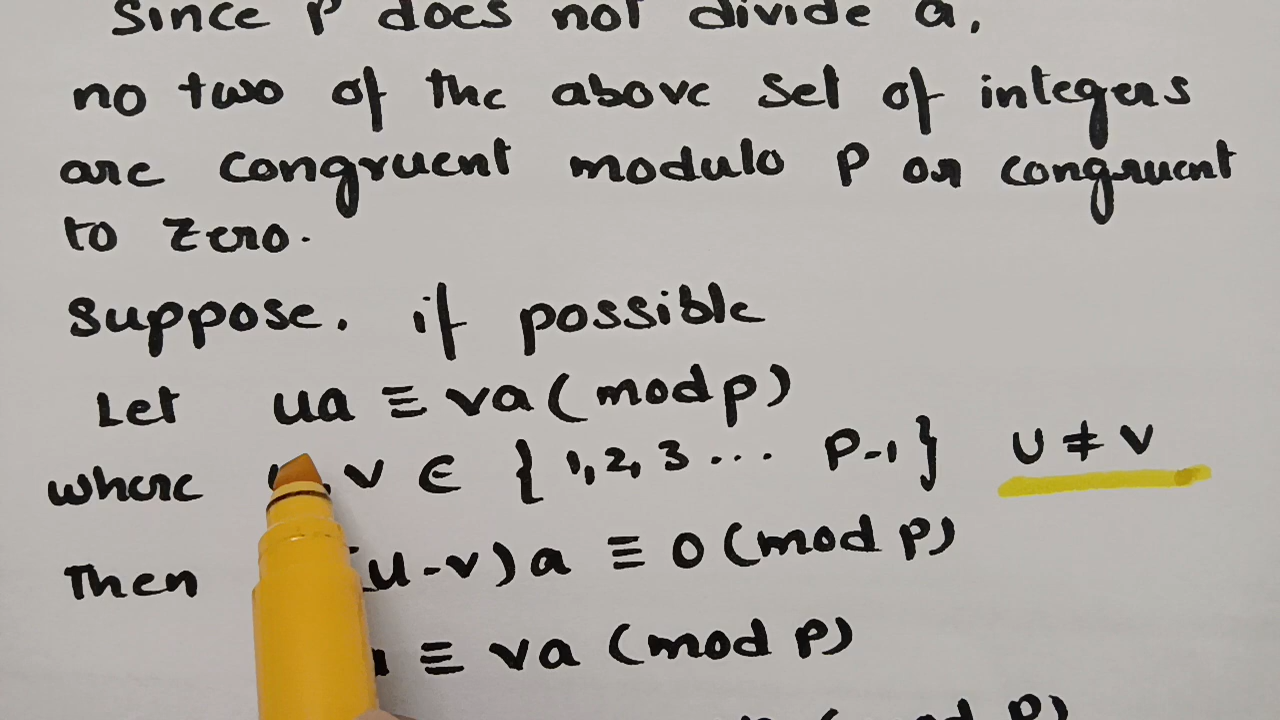 Since P does not divide a,
no two of the above set of integers
are congruent modulo P or congruent
to zero.
Suppose. if possible
Let ua ≡ va (mod p)
where , v ∈ { 1, 2, 3 ... P-1 } U ≠ V
Then (u-v) a ≡ 0 (mod p)
≡ va (mod p)
(mod p)